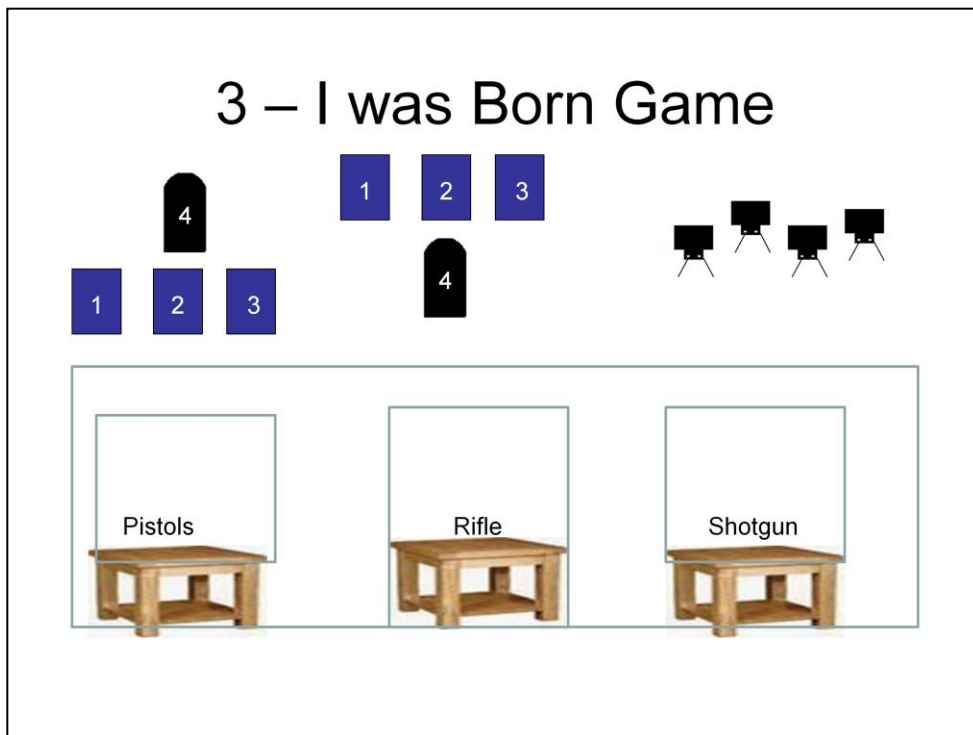 3 – I was Born Game
4
1 2 3
1 2 3
4
Pistols
Rifle
Shotgun